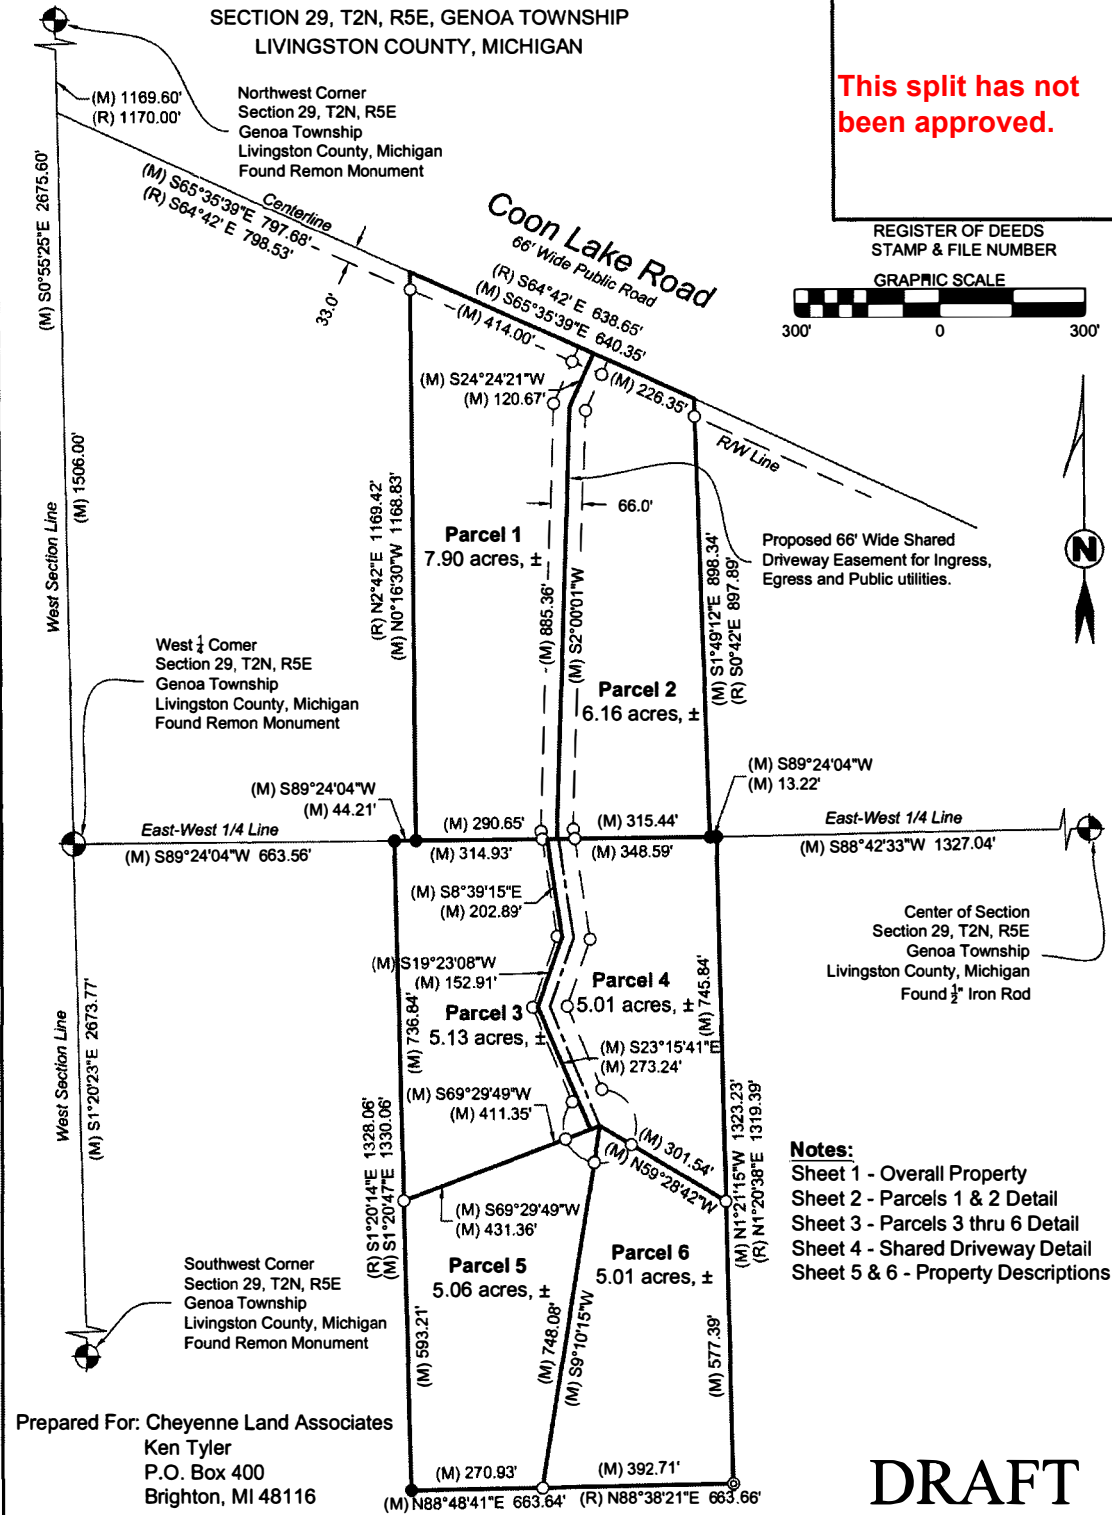 SECTION 29, T2N, R5E, GENOA TOWNSHIP
LIVINGSTON COUNTY, MICHIGAN
This split has not
been approved.
REGISTER OF DEEDS
STAMP & FILE NUMBER
GRAPHIC SCALE
300'
0
300'
(M) 1169.60'
(R) 1170.00'
Northwest Corner
Section 29, T2N, R5E
Genoa Township
Livingston County, Michigan
Found Remon Monument
(M) S0°55'25"E 2675.60'
(M) S65°35'39"E 797.68'
(R) S64°42' E 798.53'
Centerline
33.0'
Coon Lake Road
66' Wide Public Road
(R) S64°42' E 638.65'
(M) S65°35'39"E 640.35'
(M) 414.00'
(M) S24°24'21"W
(M) 120.67'
(M) 226.35'
R/W Line
West Section Line
(M) 1506.00'
66.0'
Proposed 66' Wide Shared
Driveway Easement for Ingress,
Egress and Public utilities.
N
Parcel 1
7.90 acres, ±
(R) N2°42'E 1169.42'
(M) N0°16'30"W 1168.83'
(M) 885.36'
(M) S2°00'01"W
(M) S1°49'12"E 898.34'
(R) S0°42'E 897.89'
Parcel 2
6.16 acres, ±
West 1/4 Corner
Section 29, T2N, R5E
Genoa Township
Livingston County, Michigan
Found Remon Monument
(M) S89°24'04"W
(M) 44.21'
(M) S89°24'04"W
(M) 13.22'
East-West 1/4 Line
(M) S89°24'04"W 663.56'
(M) 290.65'
(M) 315.44'
(M) 314.93'
(M) 348.59'
East-West 1/4 Line
(M) S88°42'33"W 1327.04'
(M) S8°39'15"E
(M) 202.89'
Center of Section
Section 29, T2N, R5E
Genoa Township
Livingston County, Michigan
Found 1/2" Iron Rod
(M) S19°23'08"W
(M) 152.91'
Parcel 3
5.13 acres, ±
Parcel 4
5.01 acres, ±
(M) 736.84'
(M) 745.84'
West Section Line
(M) S1°20'23"E 2673.77'
(M) S23°15'41"E
(M) 273.24'
(M) S69°29'49"W
(M) 411.35'
(M) 301.54'
(M) N59°28'42"W
(R) S1°20'14"E 1328.06'
(M) S1°20'47"E 1330.06'
(M) N1°21'15"W 1323.23'
(R) N1°20'38"E 1319.39'
(M) S69°29'49"W
(M) 431.36'
Notes:
Sheet 1 - Overall Property
Sheet 2 - Parcels 1 & 2 Detail
Sheet 3 - Parcels 3 thru 6 Detail
Sheet 4 - Shared Driveway Detail
Sheet 5 & 6 - Property Descriptions
Parcel 5
5.06 acres, ±
Parcel 6
5.01 acres, ±
Southwest Corner
Section 29, T2N, R5E
Genoa Township
Livingston County, Michigan
Found Remon Monument
(M) 593.21'
(M) 748.08'
(M) S9°10'15"W
(M) 577.39'
Prepared For: Cheyenne Land Associates
Ken Tyler
P.O. Box 400
Brighton, MI 48116
(M) 270.93'
(M) 392.71'
(M) N88°48'41"E 663.64'
(R) N88°38'21"E 663.66'
DRAFT